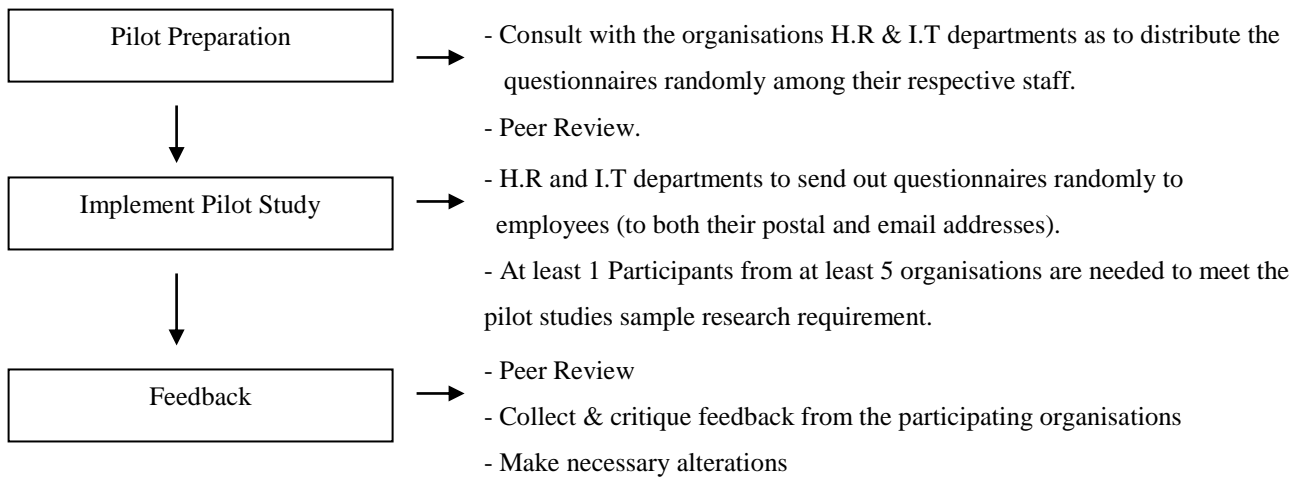 Pilot Preparation
- Consult with the organisations H.R & I.T departments as to distribute the
questionnaires randomly among their respective staff.
- Peer Review.
Implement Pilot Study
- H.R and I.T departments to send out questionnaires randomly to
employees (to both their postal and email addresses).
- At least 1 Participants from at least 5 organisations are needed to meet the
pilot studies sample research requirement.
Feedback
- Peer Review
- Collect & critique feedback from the participating organisations
- Make necessary alterations